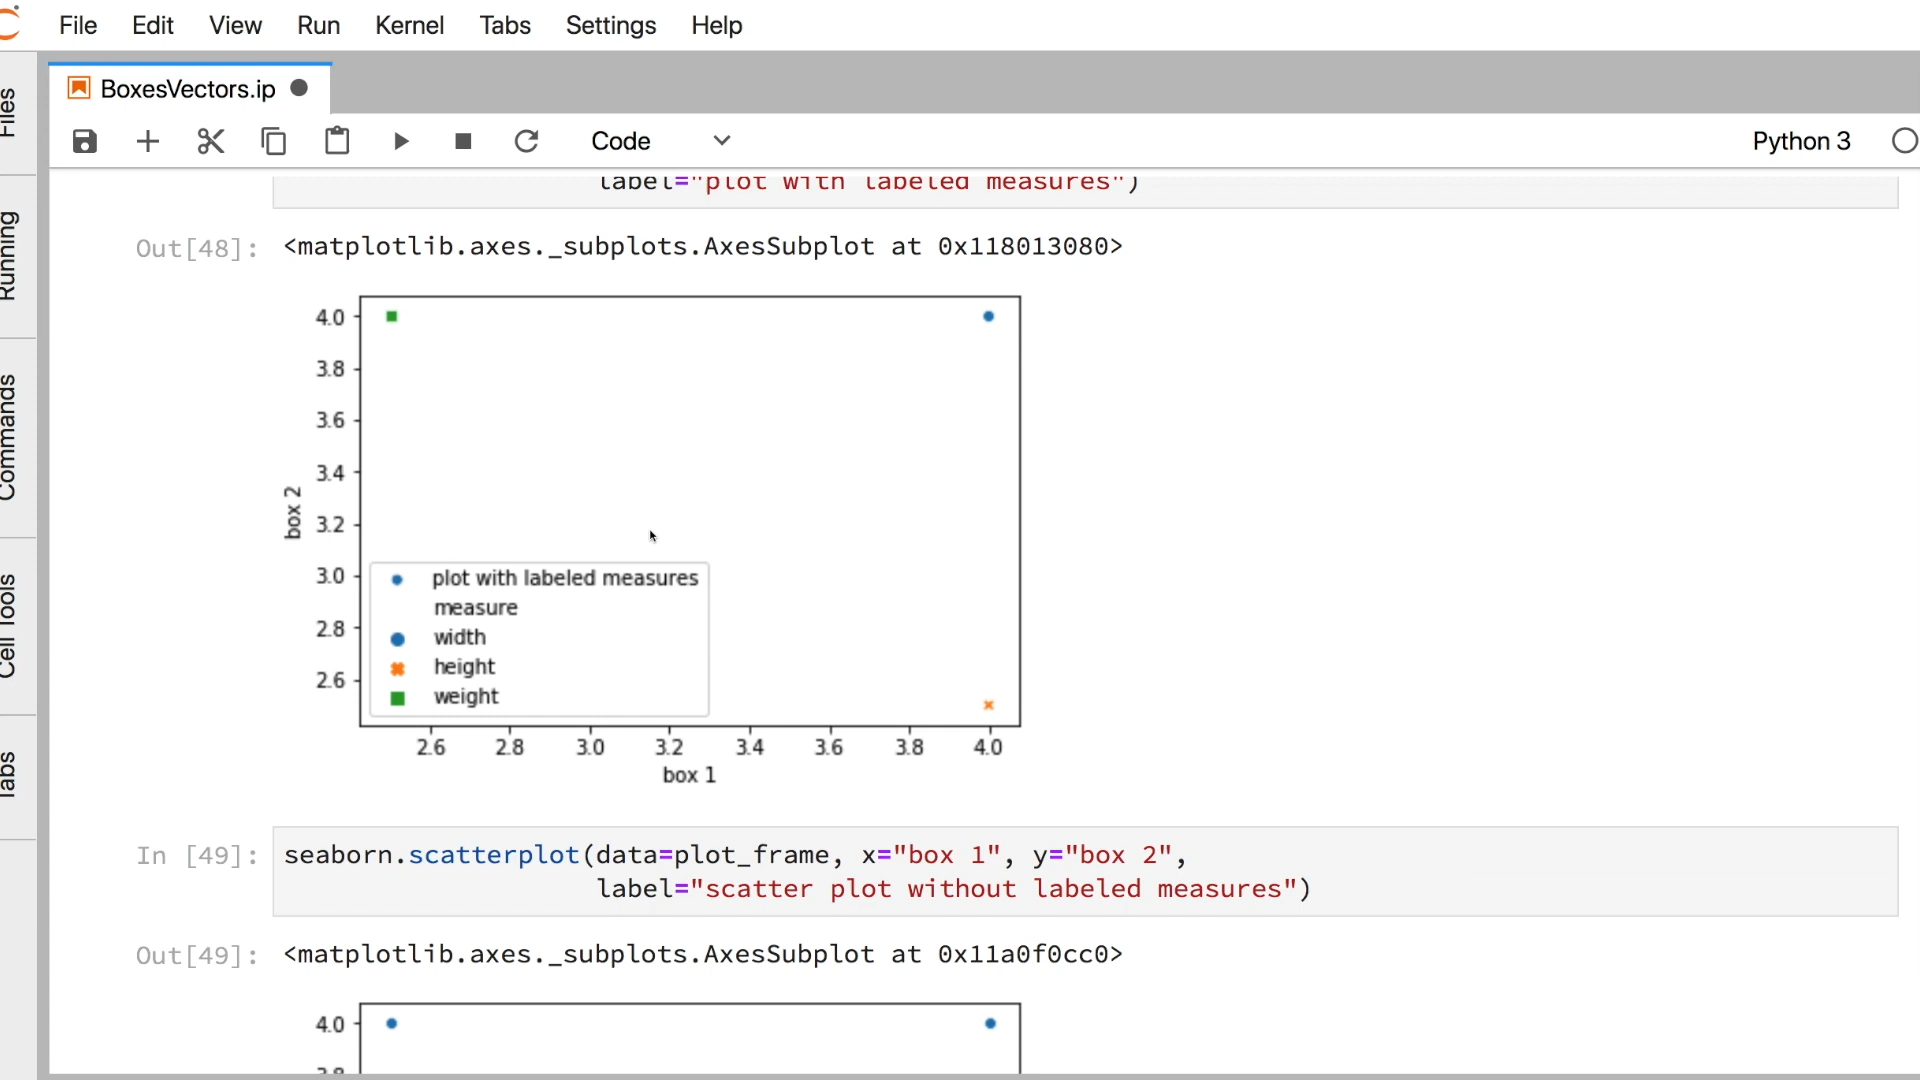 File Edit View Run Kernel Tabs Settings Help
BoxesVectors.ip
Code
Python 3
Files
Running
Commands
Cell Tools
Tabs
label="plot with labeled measures")
Out[48]: <matplotlib.axes._subplots.AxesSubplot at 0x118013080>
4.0
3.8
3.6
3.4
3.2
3.0
2.8
2.6
box 2
plot with labeled measures
measure
width
height
weight
2.6 2.8 3.0 3.2 3.4 3.6 3.8 4.0
box 1
In [49]: seaborn.scatterplot(data=plot_frame, x="box 1", y="box 2",
label="scatter plot without labeled measures")
Out[49]: <matplotlib.axes._subplots.AxesSubplot at 0x11a0f0cc0>
4.0
3.8